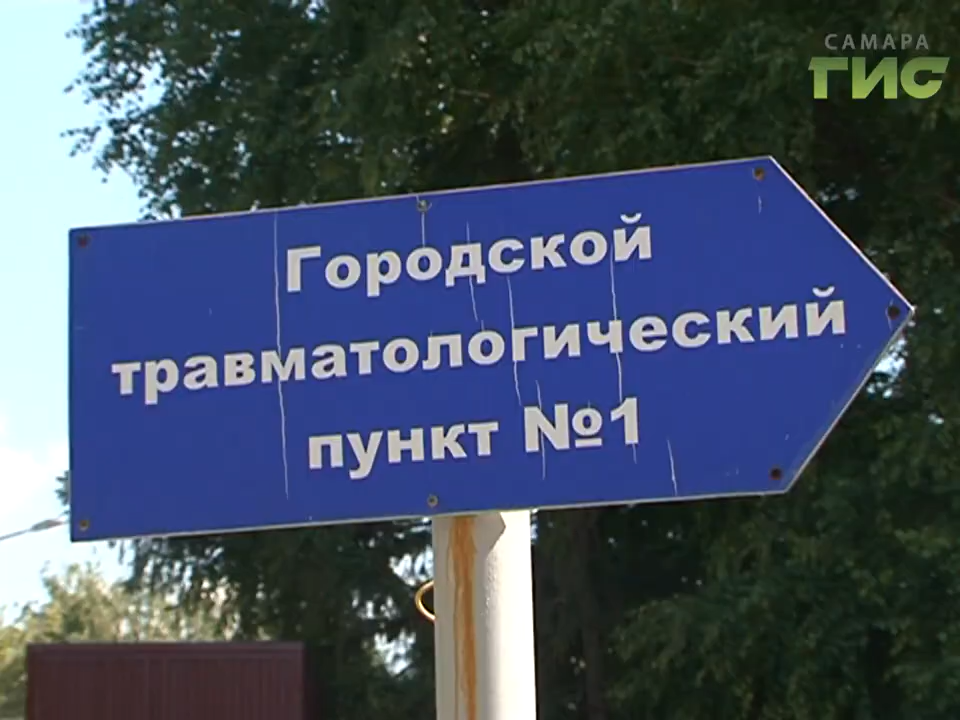 САМАРА
ГИС
Городской
травматологический
пункт №1